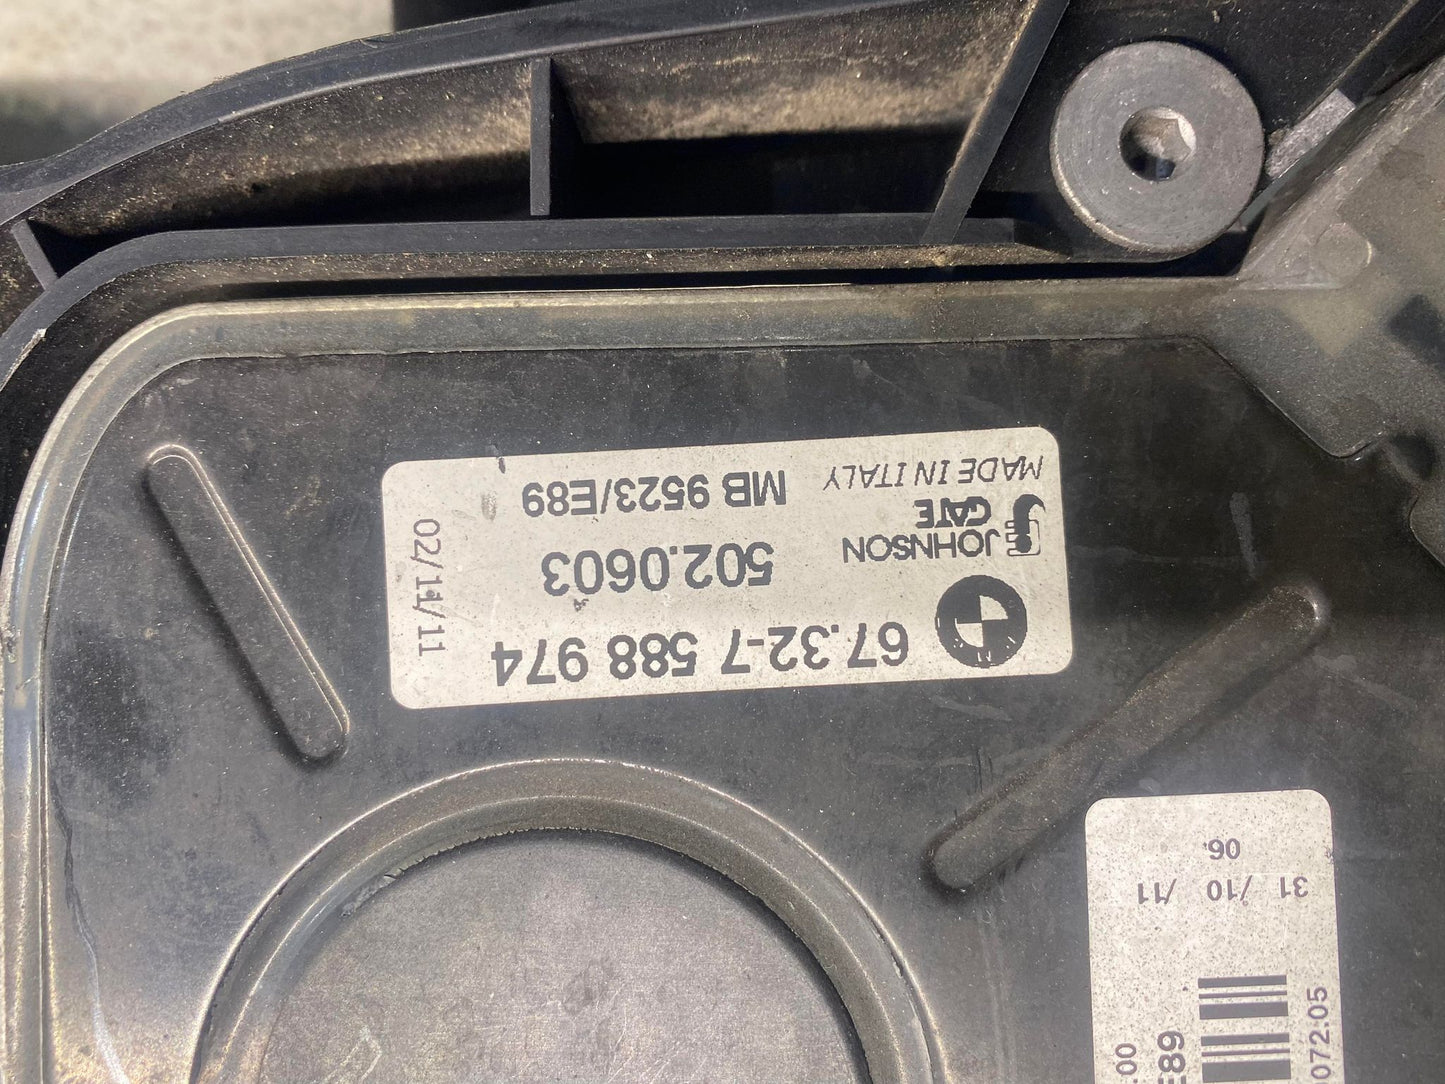 67.32-7 588 974
JOHNSON
GATE
502.0603
MADE IN ITALY
MB 9523/E89
02/11/11
31 /10 /11
06.
072:05